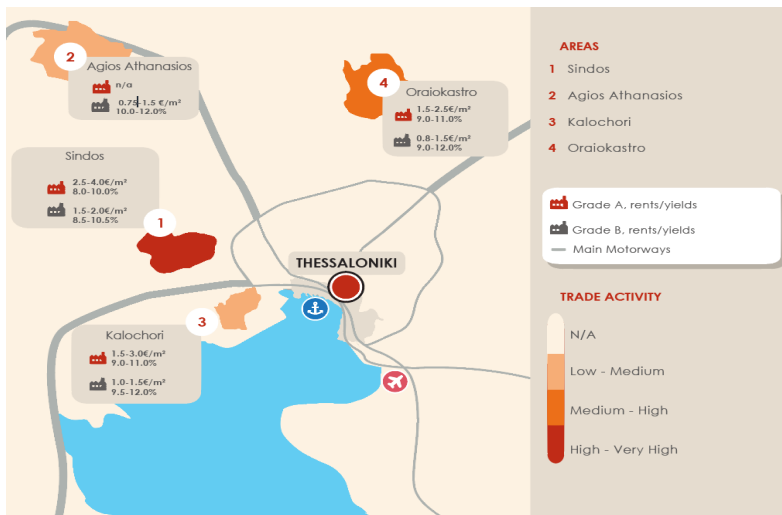 2
Agios Athanasios
n/a
0.75-1.5 €/m²
10.0-12.0%
4
Oraiokastro
1.5-2.5€/m²
9.0-11.0%
0.8-1.5€/m²
9.0-12.0%
Sindos
2.5-4.0€/m²
8.0-10.0%
1.5-2.0€/m²
8.5-10.5%
1
THESSALONIKI
3
Kalochori
1.5-3.0€/m²
9.0-11.0%
1.0-1.5€/m²
9.5-12.0%
AREAS
1 Sindos
2 Agios Athanasios
3 Kalochori
4 Oraiokastro
Grade A, rents/yields
Grade B, rents/yields
Main Motorways
TRADE ACTIVITY
N/A
Low - Medium
Medium - High
High - Very High